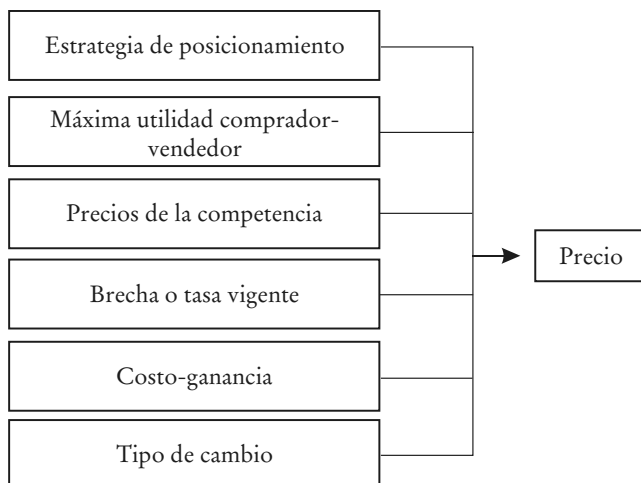 Estrategia de posicionamiento
Máxima utilidad comprador-
vendedor
Precios de la competencia
Brecha o tasa vigente
Costo-ganancia
Tipo de cambio
Precio